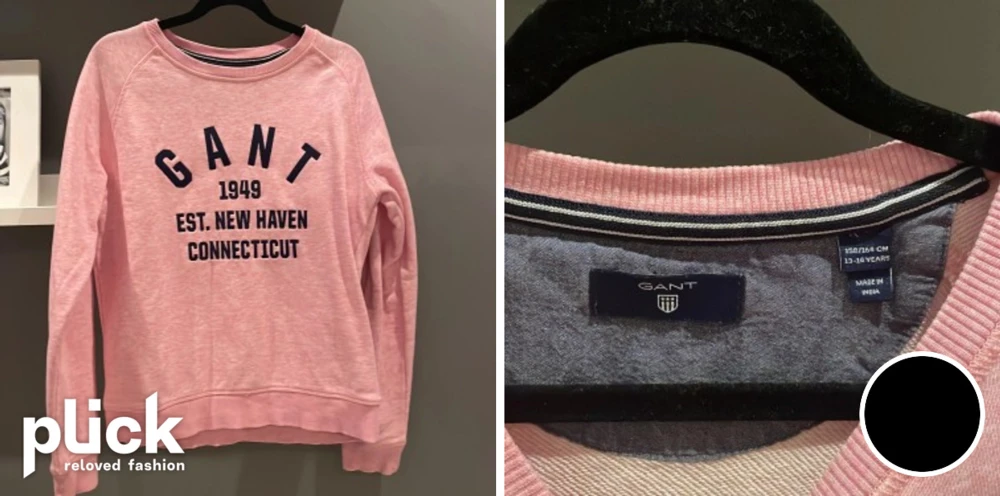 GANT
1949
EST. NEW HAVEN
CONNECTICUT
plick
reloved fashion
GANT
158/164 CM
13-16 YEARS
MADE IN
INDIA